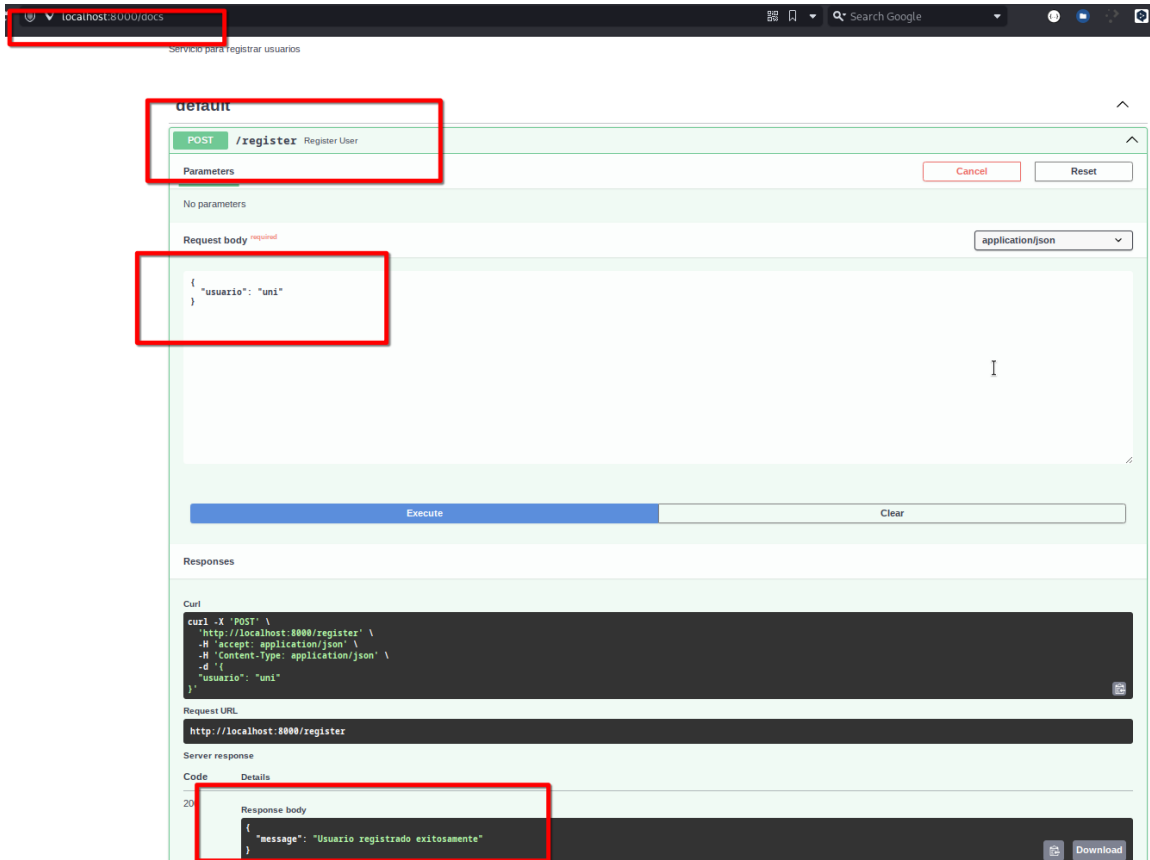 localhost:8000/docs
Search Google
Servicio para registrar usuarios
default
POST /register Register User
Parameters
Cancel
Reset
No parameters
Request body required
application/json
{
"usuario": "uni"
}
Execute
Clear
Responses
Curl
curl -X 'POST' \
'http://localhost:8000/register' \
-H 'accept: application/json' \
-H 'Content-Type: application/json' \
-d '{
"usuario": "uni"
}'
Request URL
http://localhost:8000/register
Server response
Code Details
Response body
{
"message": "Usuario registrado exitosamente"
}
Download